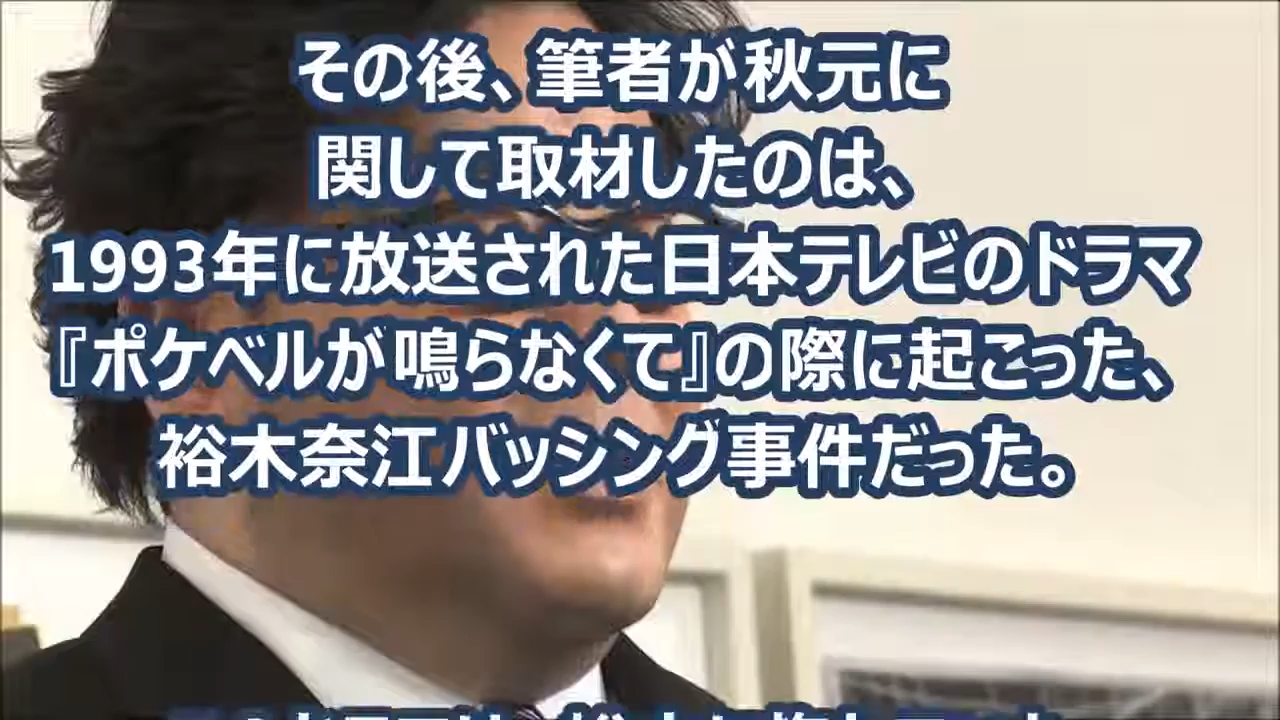 その後、筆者が秋元に
関して取材したのは、
1993年に放送された日本テレビのドラマ
『ポケベルが鳴らなくて』の際に起こった、
裕木奈江バッシング事件だった。